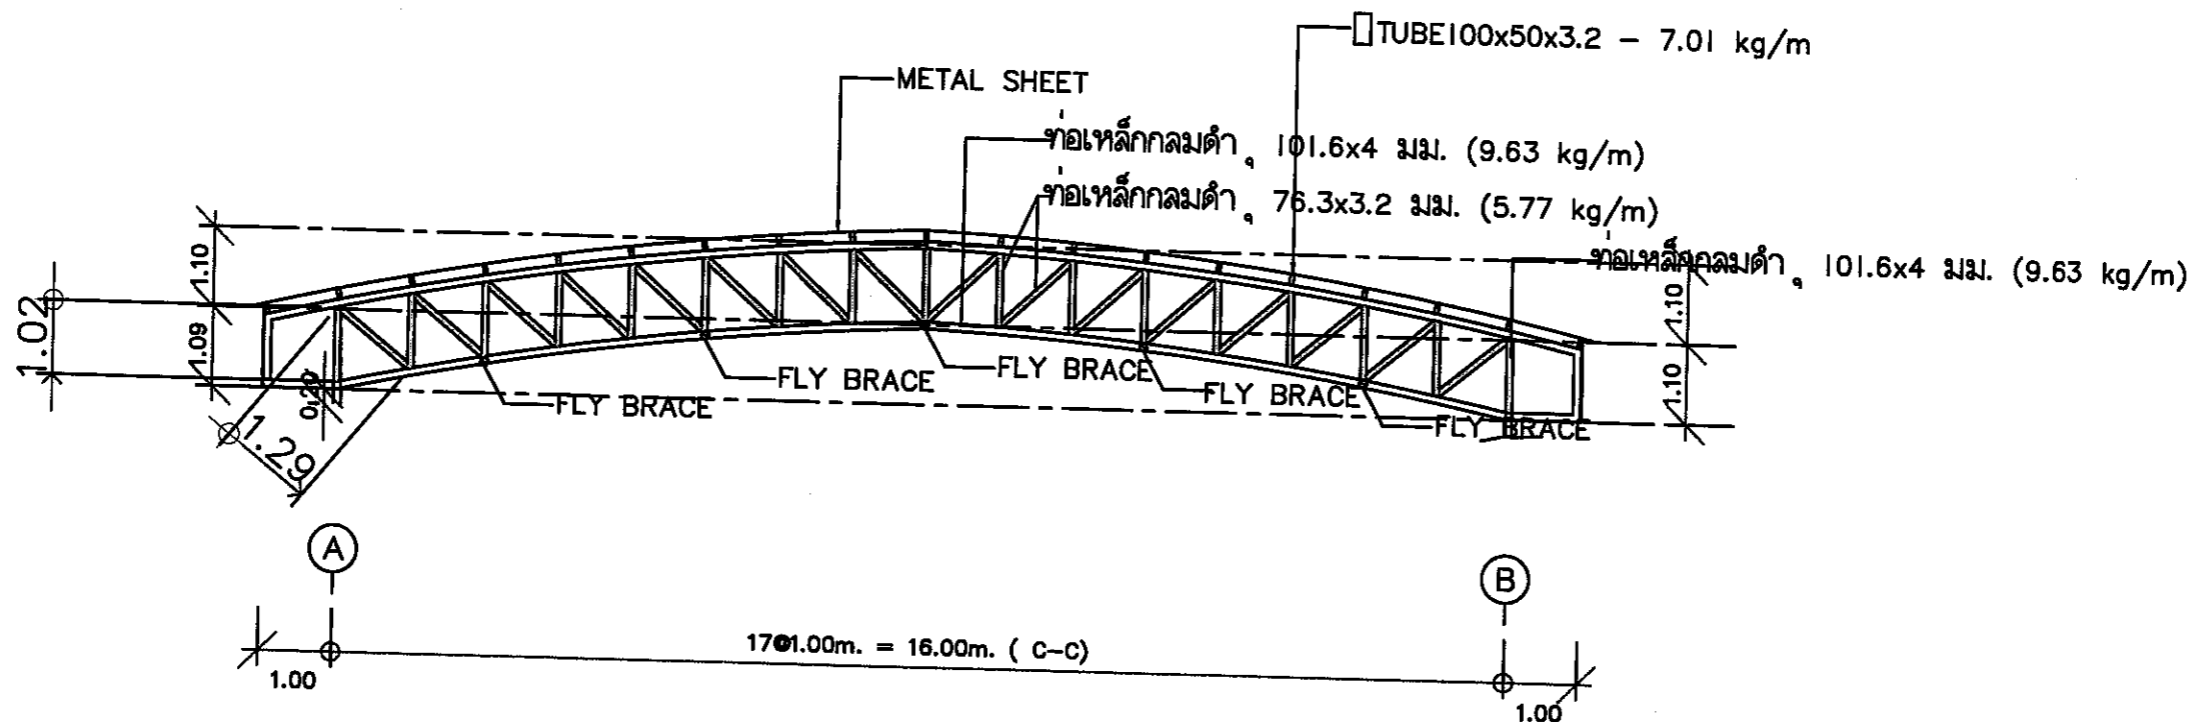 TUBE100x50x3.2 - 7.01 kg/m
METAL SHEET
ท่อเหล็กกลมดำ 101.6x4 มม. (9.63 kg/m)
ท่อเหล็กกลมดำ 76.3x3.2 มม. (5.77 kg/m)
ท่อเหล็กกลมดำ 101.6x4 มม. (9.63 kg/m)
1.10
1.02
1.09
1.10
1.10
0.20
1.29
FLY BRACE
FLY BRACE
FLY BRACE
FLY BRACE
FLY BRACE
A
B
17@1.00m. = 16.00m. ( C-C)
1.00
1.00